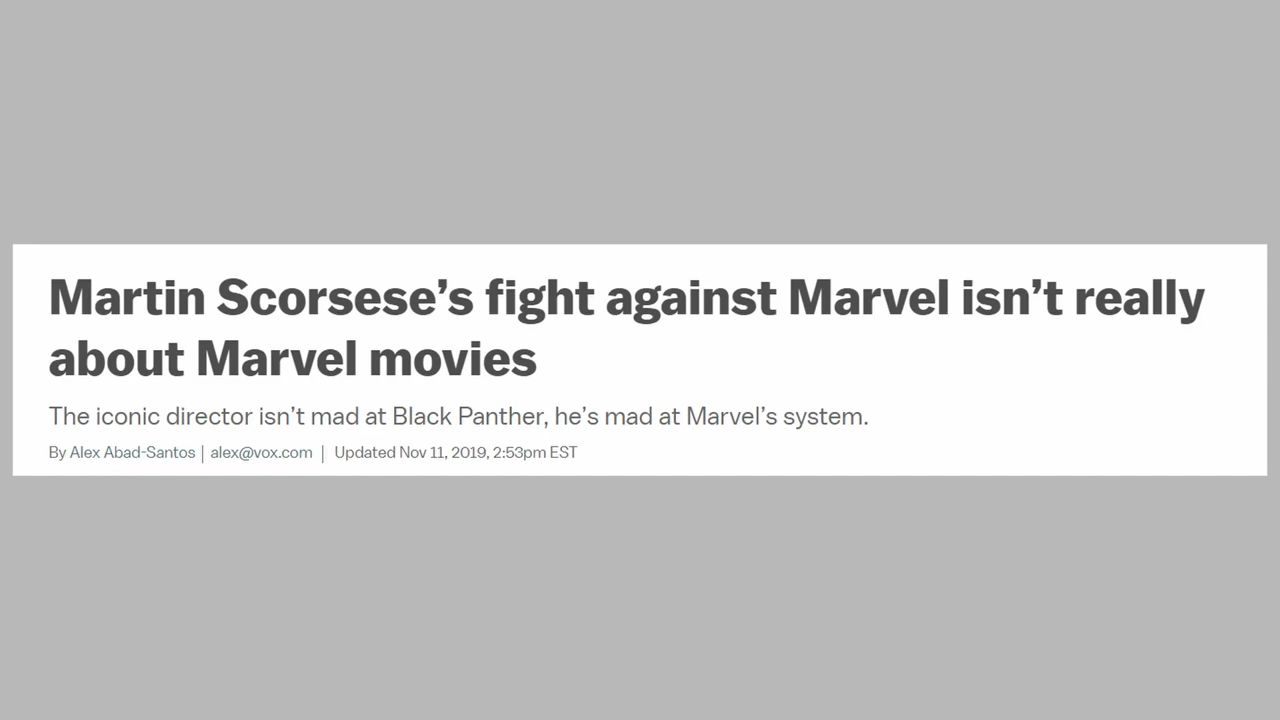 Martin Scorsese’s fight against Marvel isn’t really
about Marvel movies
The iconic director isn’t mad at Black Panther, he’s mad at Marvel’s system.
By Alex Abad-Santos | alex@vox.com | Updated Nov 11, 2019, 2:53pm EST